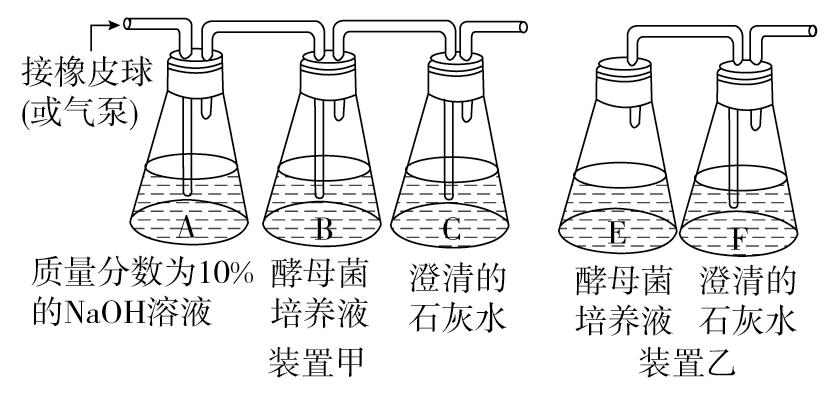 接橡皮球
(或气泵)
A
B
C
E
F
质量分数为10%
的NaOH溶液
酵母菌
培养液
澄清的
石灰水
装置甲
酵母菌
培养液
澄清的
石灰水
装置乙